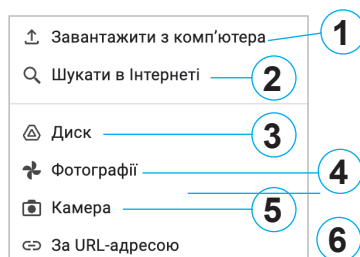 Завантажити з комп’ютера 1
Шукати в Інтернеті 2
Диск 3
Фотографії 4
Камера 5
За URL-адресою 6